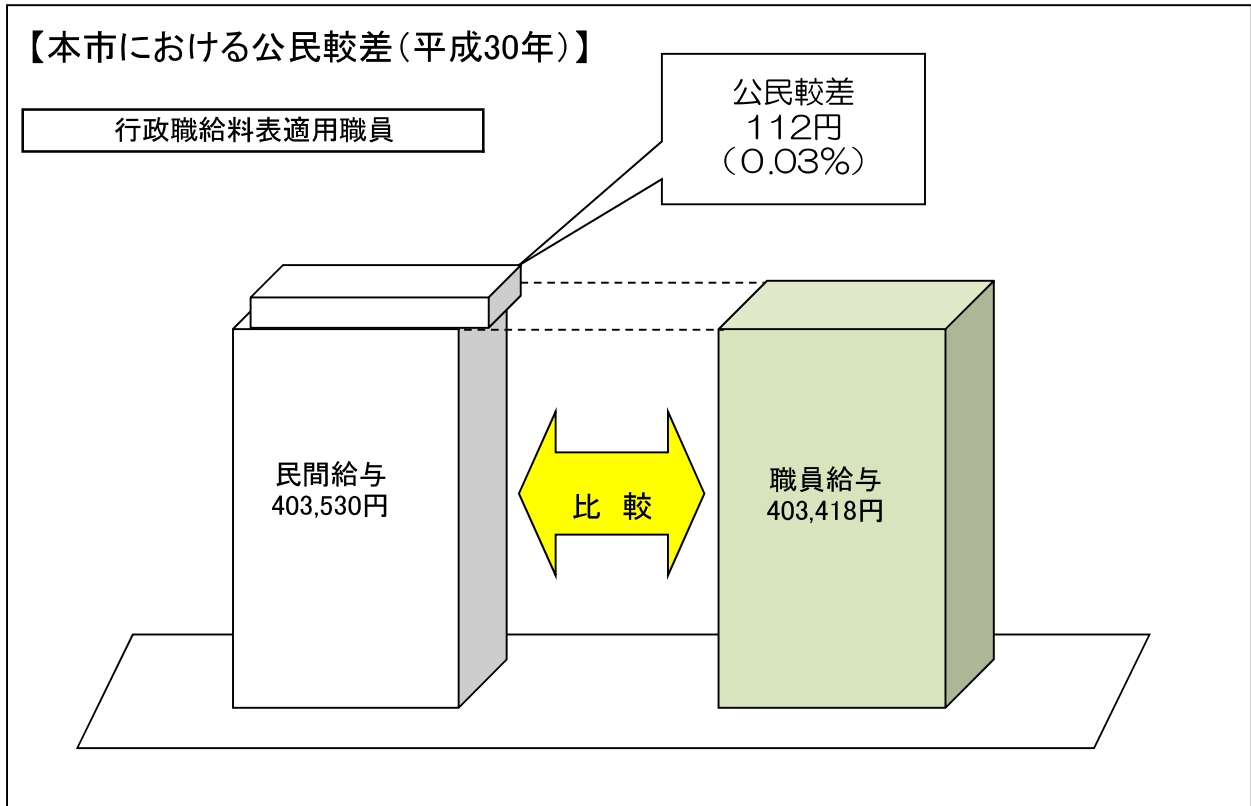 【本市における公民較差（平成30年）】
行政職給料表適用職員
公民較差
１１２円
（０.０３％）
民間給与
403,530円
比　較
職員給与
403,418円